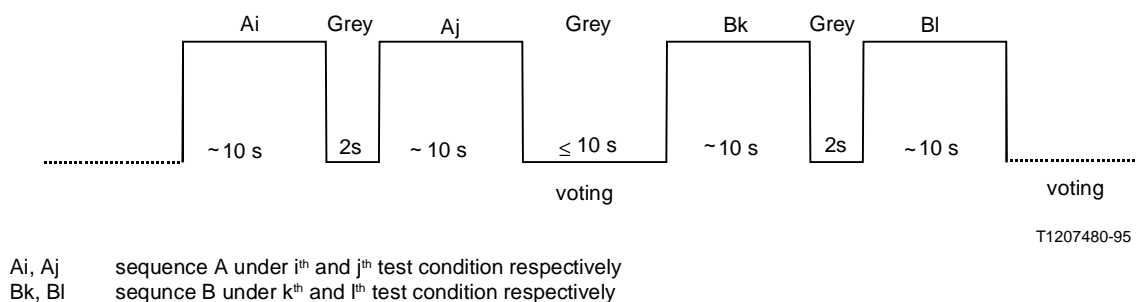 Ai Grey Aj Grey Bk Grey Bl
~10 s 2s ~10 s ≤ 10 s ~10 s 2s ~10 s
voting voting
T1207480-95
Ai, Aj sequence A under iᵗʰ and jᵗʰ test condition respectively
Bk, Bl sequnce B under kᵗʰ and lᵗʰ test condition respectively